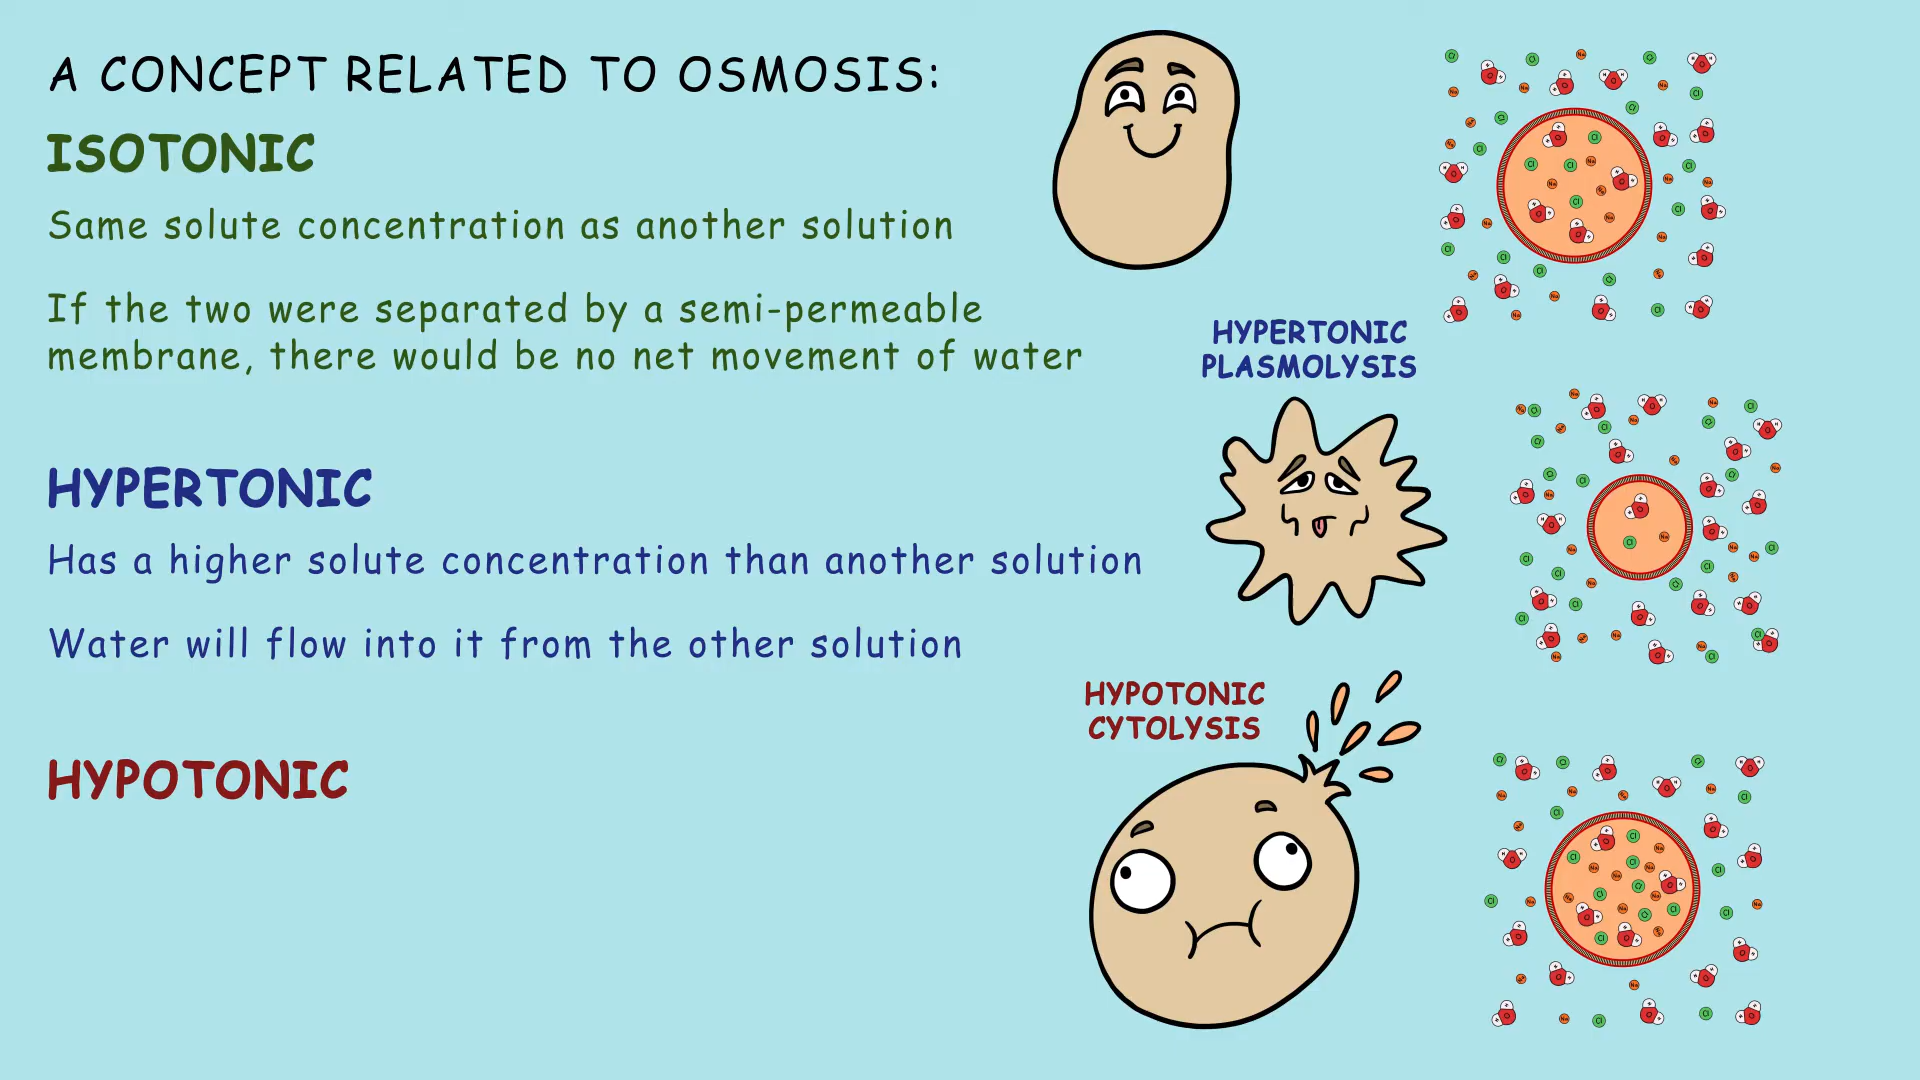 A CONCEPT RELATED TO OSMOSIS:
ISOTONIC
Same solute concentration as another solution
If the two were separated by a semi-permeable
membrane, there would be no net movement of water
HYPERTONIC
PLASMOLYSIS
HYPERTONIC
Has a higher solute concentration than another solution
Water will flow into it from the other solution
HYPOTONIC
CYTOLYSIS
HYPOTONIC